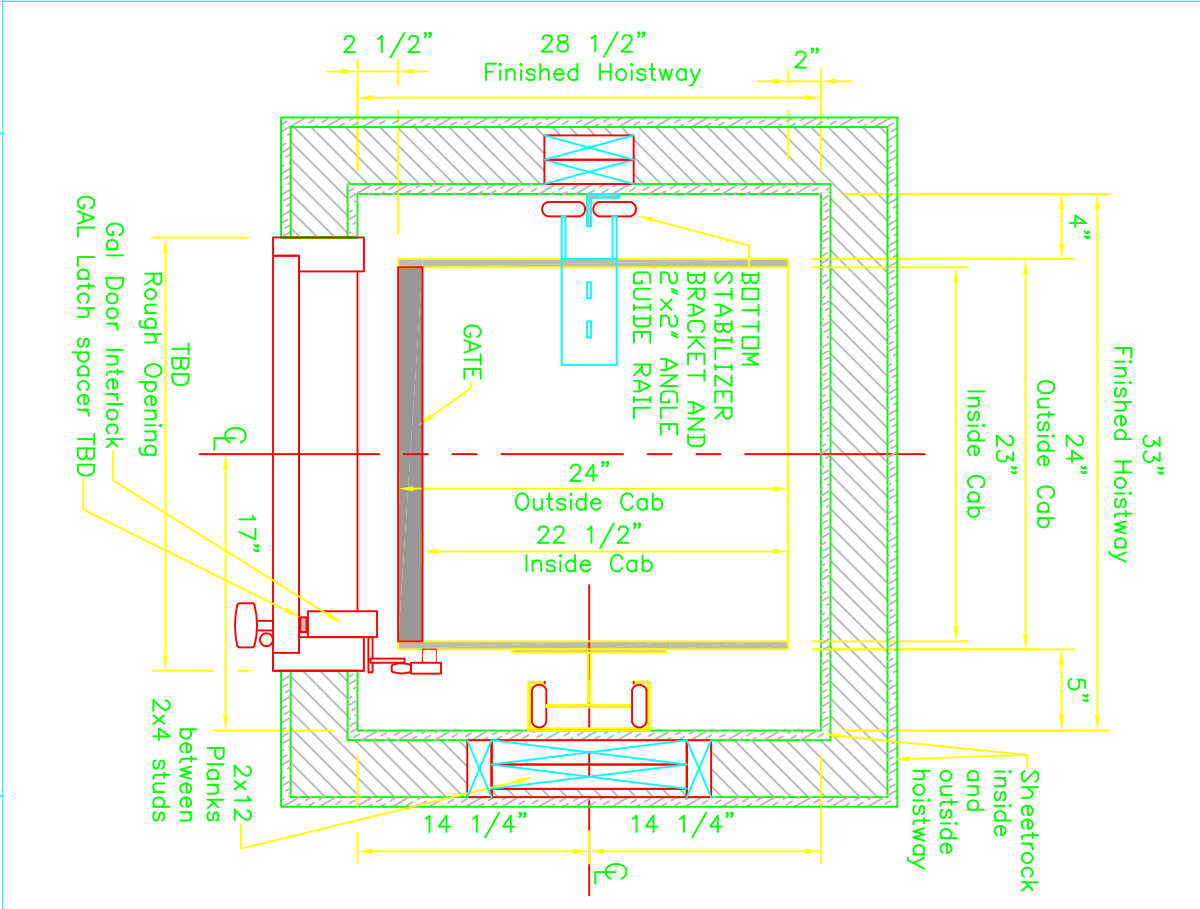 2 1/2"
28 1/2"
Finished Hoistway
2"
4"
33"
Finished Hoistway
24"
Outside Cab
23"
Inside Cab
5"
BOTTOM
STABILIZER
BRACKET AND
2"x2" ANGLE
GUIDE RAIL
GATE
24"
Outside Cab
22 1/2"
Inside Cab
TBD
Rough Opening
Gal Door Interlock
GAL Latch spacer TBD
CL
17"
2x12
Planks
between
2x4 studs
14 1/4"
14 1/4"
CL
Sheetrock
inside
and
outside
hoistway